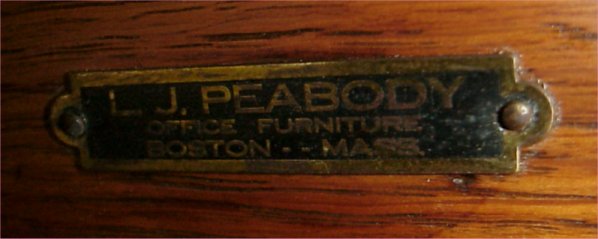 L. J. PEABODY
OFFICE FURNITURE
BOSTON - - MASS.